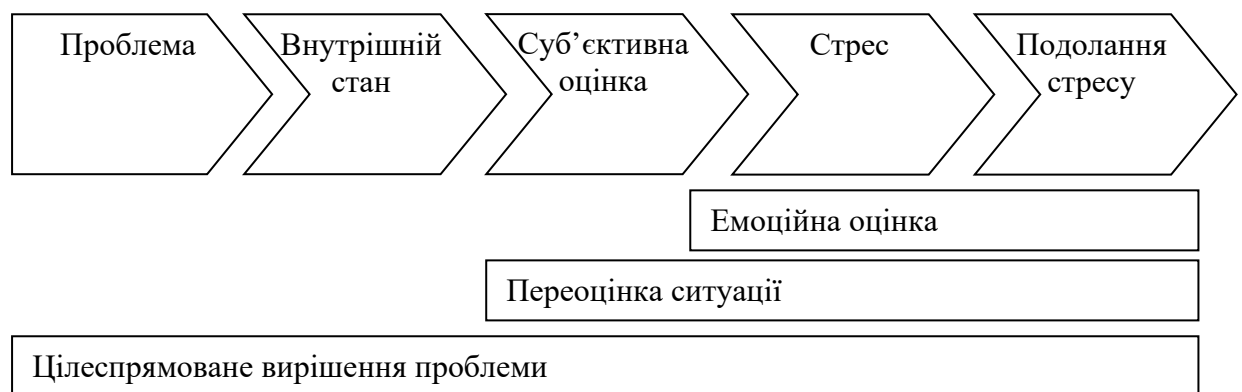 Проблема
Внутрішній
стан
Суб’єктивна
оцінка
Стрес
Подолання
стресу
Емоційна оцінка
Переоцінка ситуації
Цілеспрямоване вирішення проблеми